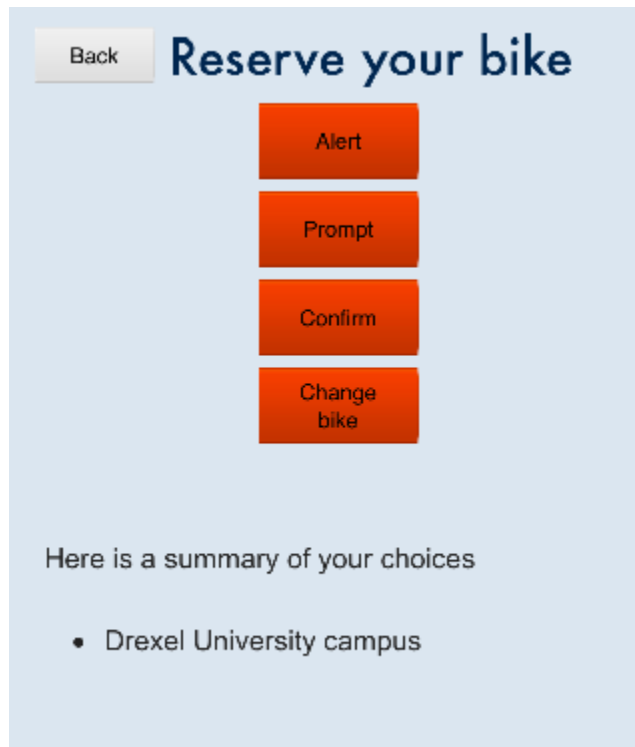 Back
Reserve your bike
Alert
Prompt
Confirm
Change
bike
Here is a summary of your choices
• Drexel University campus